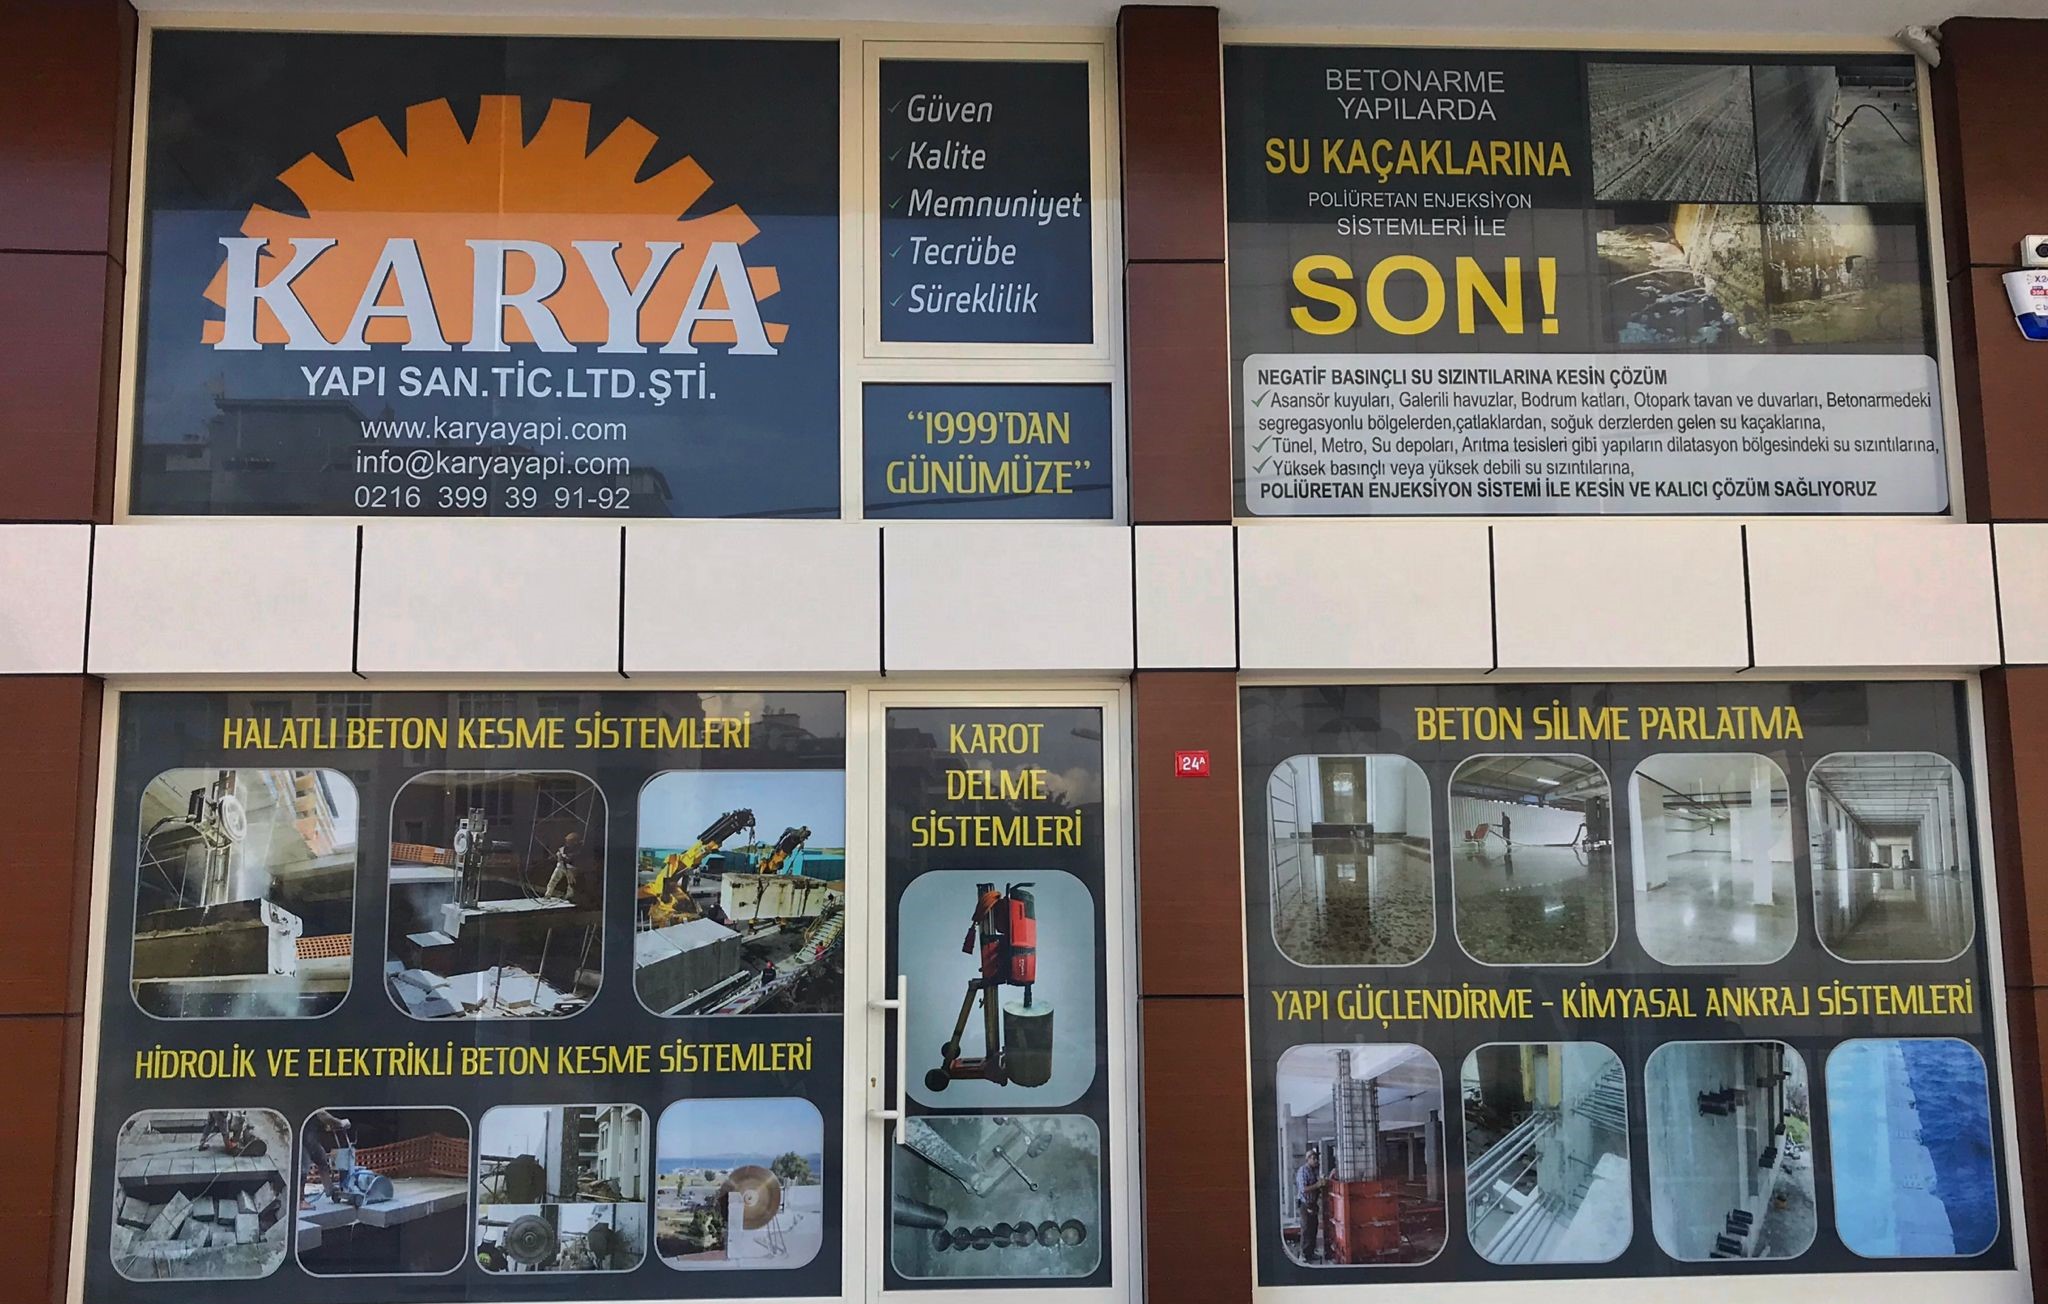 KARYA
YAPI SAN.TİC.LTD.ŞTİ.
www.karyayapi.com
info@karyayapi.com
0216 399 39 91-92
Güven
Kalite
Memnuniyet
Tecrübe
Süreklilik
“1999'DAN
GÜNÜMÜZE”
BETONARME
YAPILARDA
SU KAÇAKLARINA
POLİÜRETAN ENJEKSİYON
SİSTEMLERİ İLE
SON!
NEGATİF BASINÇLI SU SIZINTILARINA KESİN ÇÖZÜM
Asansör kuyuları, Galerili havuzlar, Bodrum katları, Otopark tavan ve duvarları, Betonarmedeki
segregasyonlu bölgelerden,çatlaklardan, soğuk derzlerden gelen su kaçaklarına,
Tünel, Metro, Su depoları, Arıtma tesisleri gibi yapıların dilatasyon bölgesindeki su sızıntılarına,
Yüksek basınçlı veya yüksek debili su sızıntılarına,
POLİÜRETAN ENJEKSİYON SİSTEMİ İLE KESİN VE KALICI ÇÖZÜM SAĞLIYORUZ
HALATLI BETON KESME SİSTEMLERİ
HİDROLİK VE ELEKTRİKLİ BETON KESME SİSTEMLERİ
KAROT
DELME
SİSTEMLERİ
24A
BETON SİLME PARLATMA
YAPI GÜÇLENDİRME - KİMYASAL ANKRAJ SİSTEMLERİ